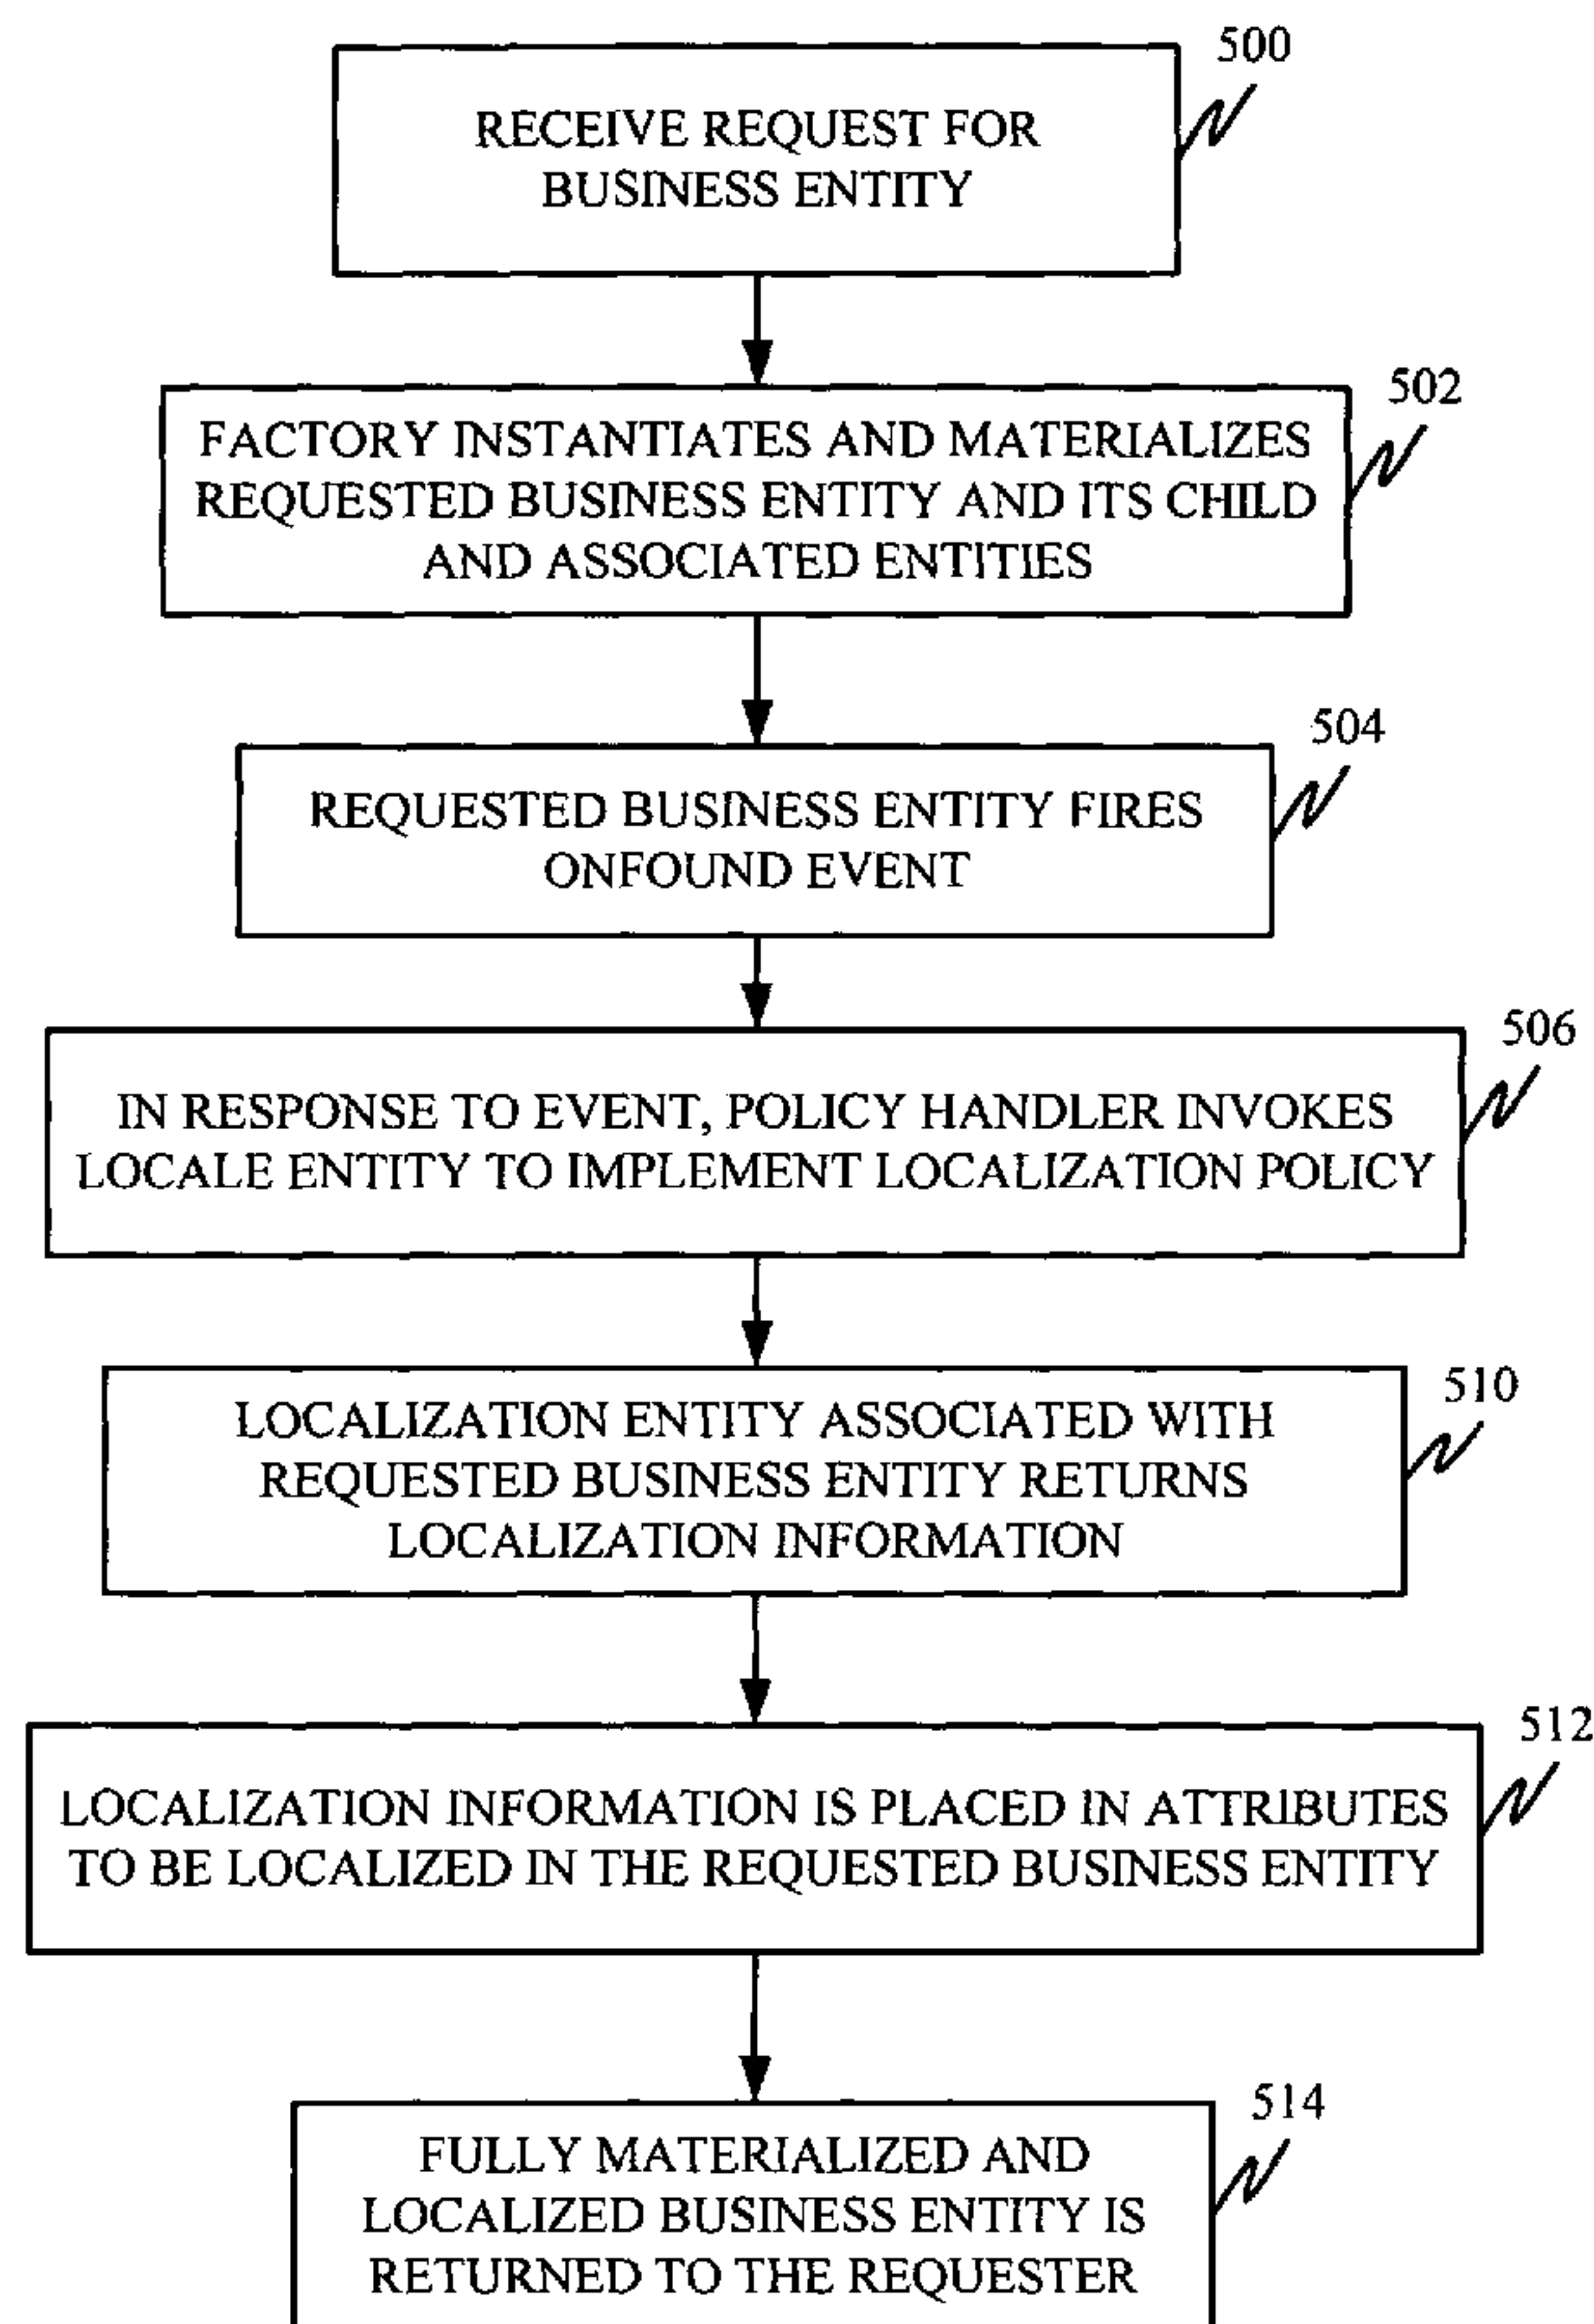 500
RECEIVE REQUEST FOR
BUSINESS ENTITY
502
FACTORY INSTANTIATES AND MATERIALIZES
REQUESTED BUSINESS ENTITY AND ITS CHILD
AND ASSOCIATED ENTITIES
504
REQUESTED BUSINESS ENTITY FIRES
ONFOUND EVENT
506
IN RESPONSE TO EVENT, POLICY HANDLER INVOKES
LOCALE ENTITY TO IMPLEMENT LOCALIZATION POLICY
510
LOCALIZATION ENTITY ASSOCIATED WITH
REQUESTED BUSINESS ENTITY RETURNS
LOCALIZATION INFORMATION
512
LOCALIZATION INFORMATION IS PLACED IN ATTRIBUTES
TO BE LOCALIZED IN THE REQUESTED BUSINESS ENTITY
514
FULLY MATERIALIZED AND
LOCALIZED BUSINESS ENTITY IS
RETURNED TO THE REQUESTER